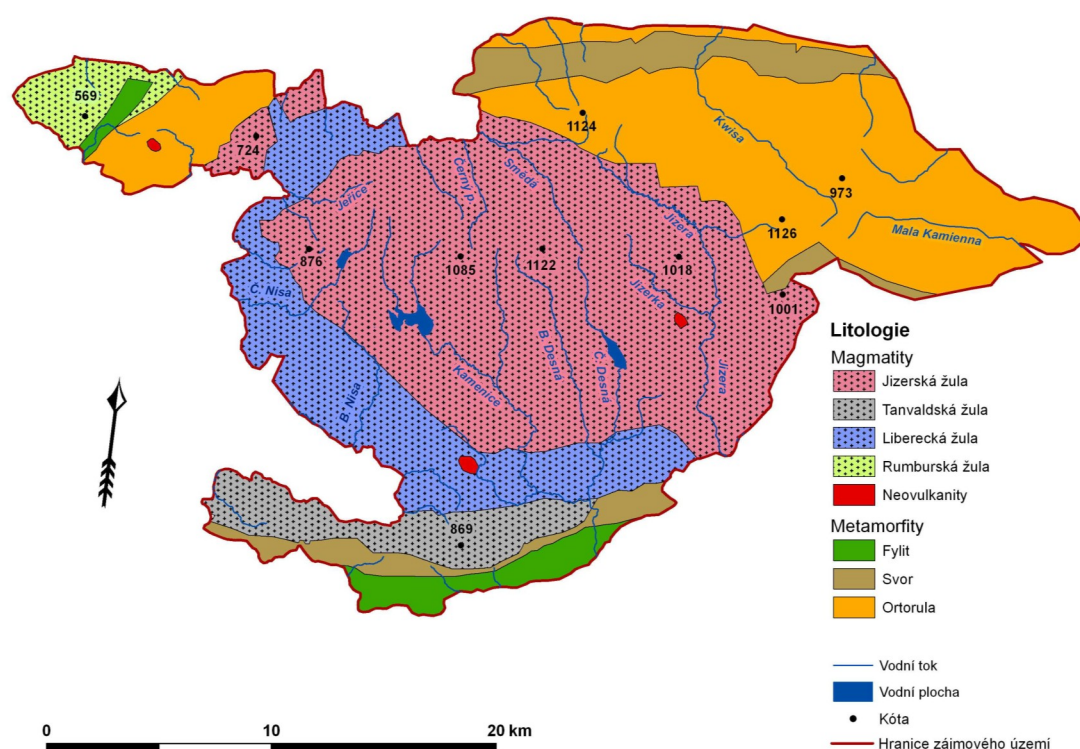 569
724
1124
Kwisa
973
1126
Mala Kamienna
Černý p.
Smědá
Jeřice
Jizera
876
1085
1122
1018
Jizerka
1001
Č. Nisa
B. Nisa
Kamenice
B. Desná
Č. Desná
Jizera
869
Litologie
Magmatity
Jizerská žula
Tanvaldská žula
Liberecká žula
Rumburská žula
Neovulkanity
Metamorfity
Fylit
Svor
Ortorula
Vodní tok
Vodní plocha
Kóta
Hranice zájmového území
0 10 20 km